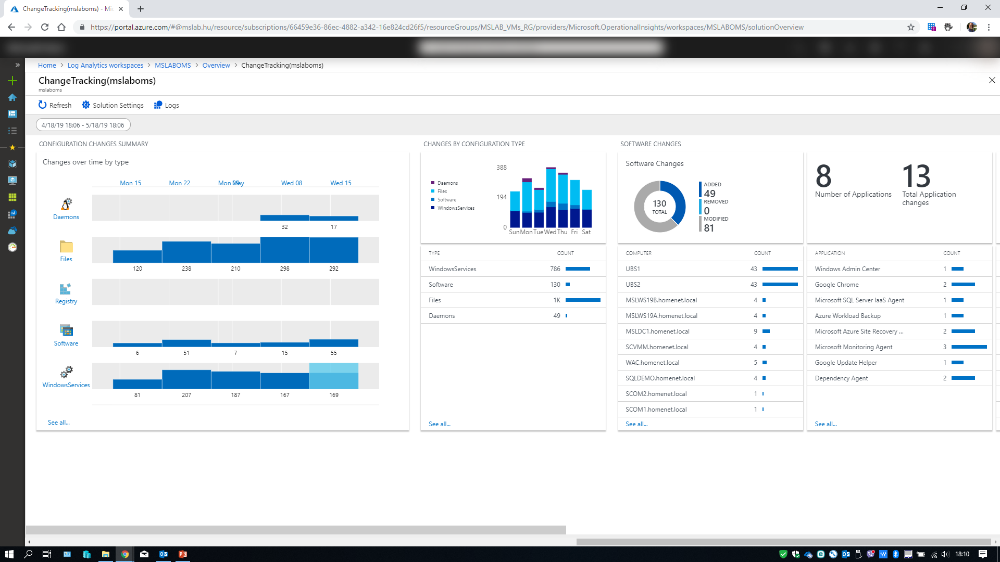 ChangeTracking(mslaboms) - Mic
https://portal.azure.com/#@mslab.hu/resource/subscriptions/66459e36-86ec-4882-a342-16e824cd26f5/resourceGroups/MSLAB_VMs_RG/providers/Microsoft.OperationalInsights/workspaces/MSLABOMS/solutionOverview
Home > Log Analytics workspaces > MSLABOMS > Overview > ChangeTracking(mslaboms)
ChangeTracking(mslaboms)
mslaboms
Refresh Solution Settings Logs
4/18/19 18:06 - 5/18/19 18:06
CONFIGURATION CHANGES SUMMARY
Changes over time by type
Mon 15 Mon 22 Mon 29 May Wed 08 Wed 15
Daemons
32 17
Files
120 238 210 298 292
Registry
Software
6 51 7 15 55
WindowsServices
81 207 187 167 169
See all...
CHANGES BY CONFIGURATION TYPE
Daemons
Files
Software
WindowsServices
388
194
0
Sun Mon Tue Wed Thu Fri Sat
TYPE COUNT
WindowsServices 786
Software 130
Files 1K
Daemons 49
See all...
SOFTWARE CHANGES
Software Changes
130
TOTAL
ADDED
49
REMOVED
0
MODIFIED
81
COMPUTER COUNT
UBS1 43
UBS2 43
MSLWS19B.homenet.local 4
MSLWS19A.homenet.local 4
MSLDC1.homenet.local 9
SCVMM.homenet.local 4
WAC.homenet.local 5
SQLDEMO.homenet.local 4
SCOM2.homenet.local 1
SCOM1.homenet.local 1
See all...
8
Number of Applications
13
Total Application
changes
APPLICATION COUNT
Windows Admin Center 1
Google Chrome 2
Microsoft SQL Server IaaS Agent 1
Azure Workload Backup 1
Microsoft Azure Site Recovery ... 2
Microsoft Monitoring Agent 3
Google Update Helper 1
Dependency Agent 2
See all...
18:10